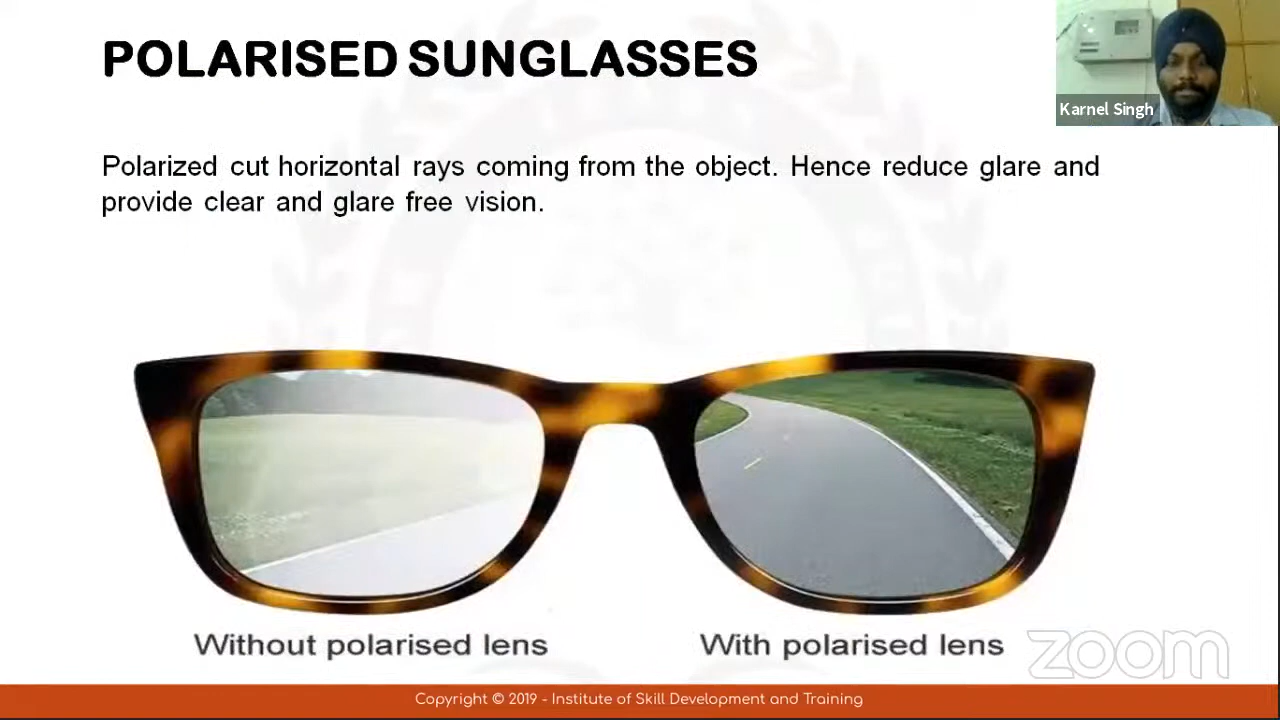 POLARISED SUNGLASSES
Karnel Singh
Polarized cut horizontal rays coming from the object. Hence reduce glare and
provide clear and glare free vision.
Without polarised lens
With polarised lens
zoom
Copyright © 2019 - Institute of Skill Development and Training